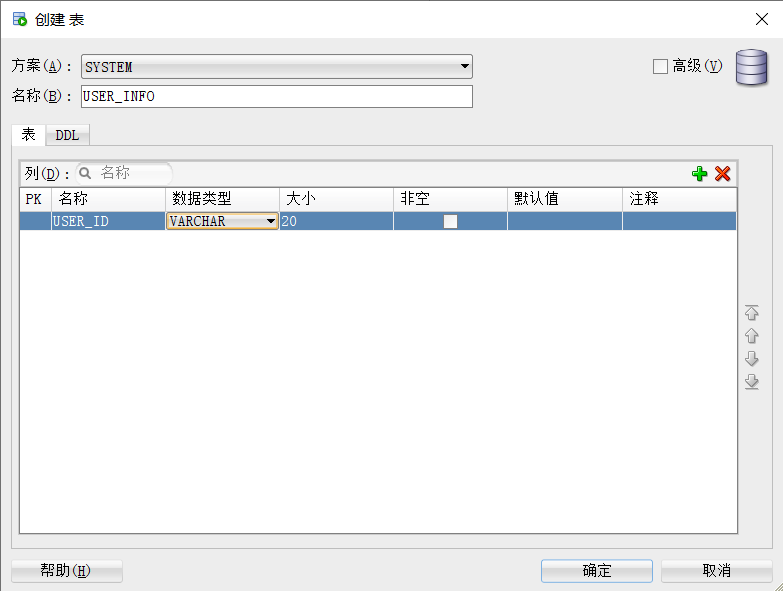 创建 表
方案(A)： SYSTEM 高级(V)
名称(B)： USER_INFO
表 DDL
列(D)： 名称
PK 名称 数据类型 大小 非空 默认值 注释
USER_ID VARCHAR 20
帮助(H) 确定 取消